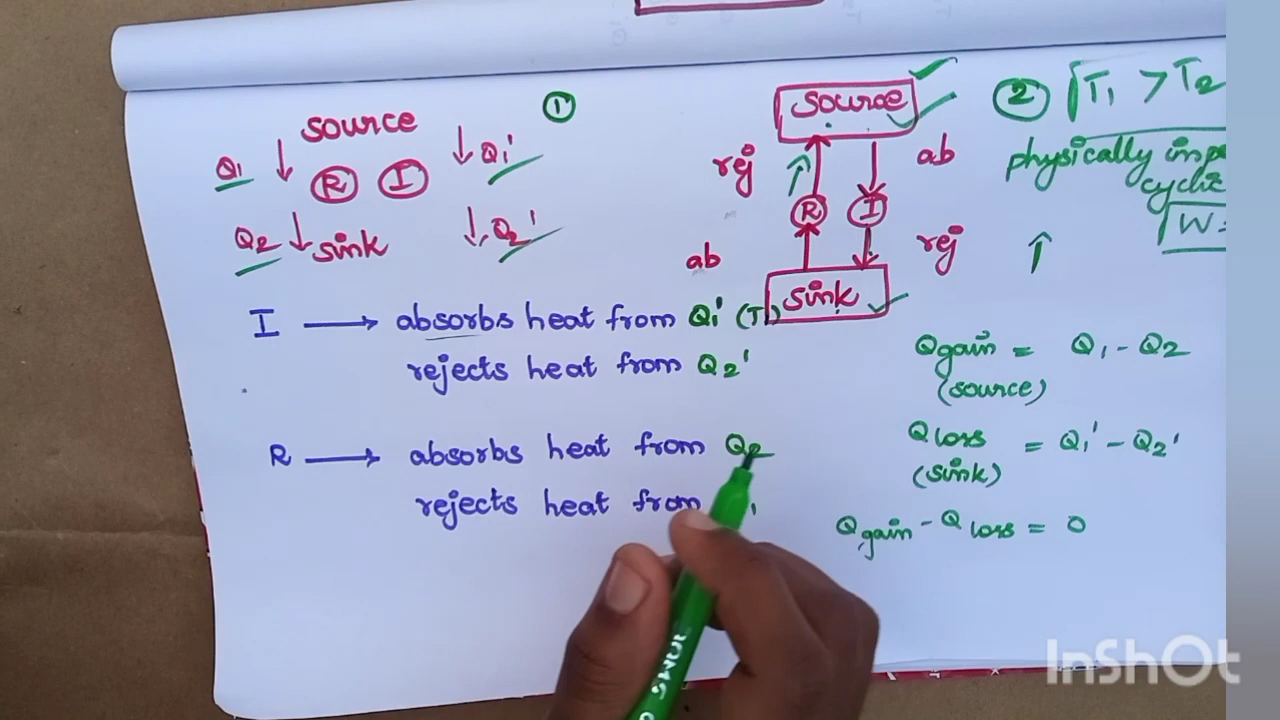 ①
source
Q₁ ↓ Ⓡ Ⓘ ↓ Q₁'
Q₂ ↓ sink ↓ Q₂'
source
rej ab
R I
ab rej
sink
② T₁ > T₂
physically
cyclic
W=
I → absorbs heat from Q₁' (T₁)
rejects heat from Q₂'
R → absorbs heat from Q₂
rejects heat from
Qgain = Q₁ - Q₂
(source)
Qloss = Q₁' - Q₂'
(sink)
Qgain - Qloss = 0
InShOt